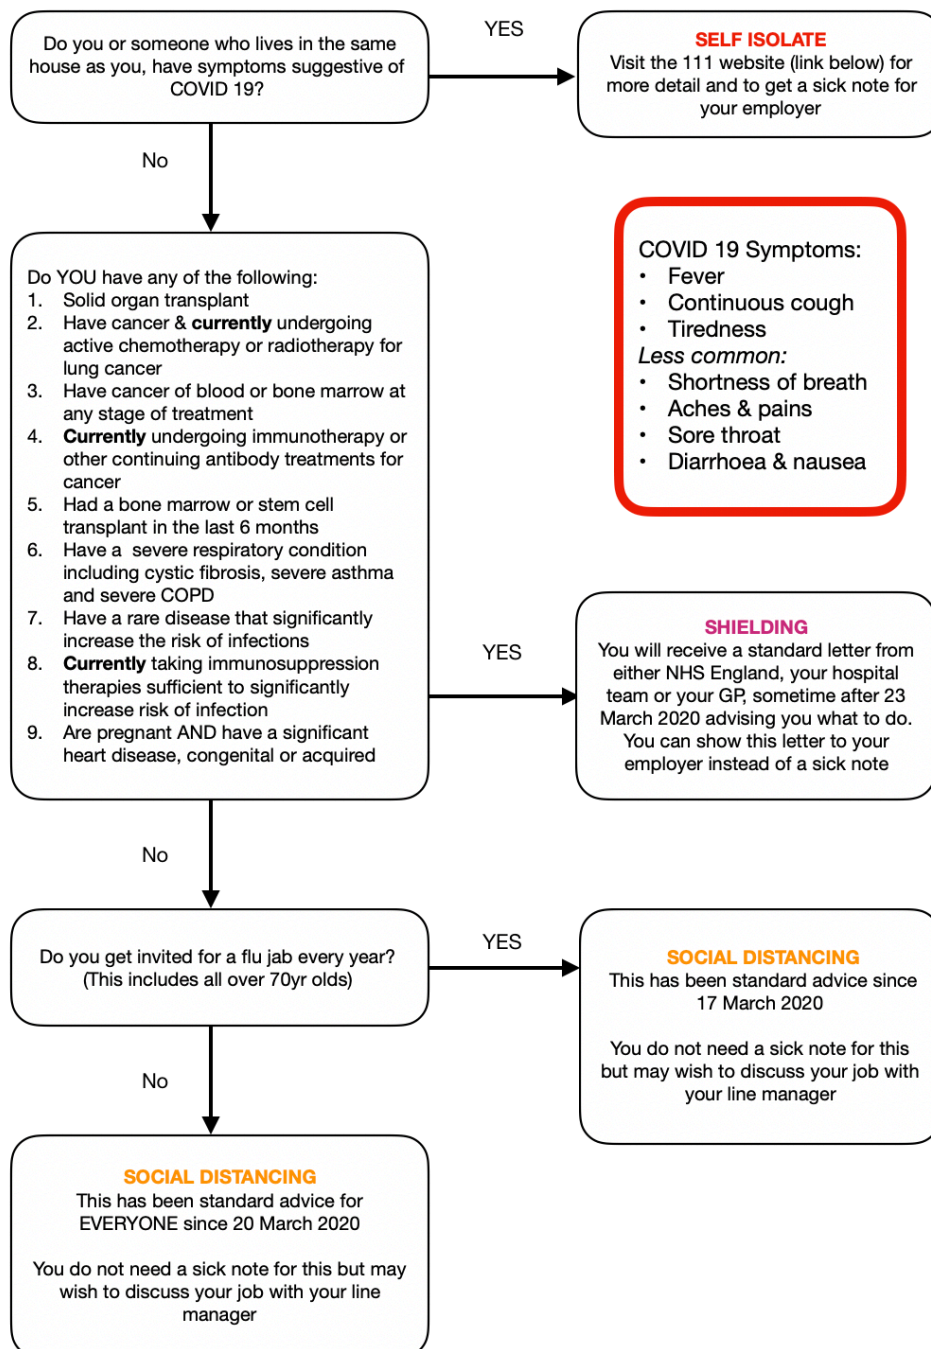 Do you or someone who lives in the same
house as you, have symptoms suggestive of
COVID 19?
YES
SELF ISOLATE
Visit the 111 website (link below) for
more detail and to get a sick note for
your employer
No
COVID 19 Symptoms:
• Fever
• Continuous cough
• Tiredness
Less common:
• Shortness of breath
• Aches & pains
• Sore throat
• Diarrhoea & nausea
Do YOU have any of the following:
1. Solid organ transplant
2. Have cancer & currently undergoing
active chemotherapy or radiotherapy for
lung cancer
3. Have cancer of blood or bone marrow at
any stage of treatment
4. Currently undergoing immunotherapy or
other continuing antibody treatments for
cancer
5. Had a bone marrow or stem cell
transplant in the last 6 months
6. Have a severe respiratory condition
including cystic fibrosis, severe asthma
and severe COPD
7. Have a rare disease that significantly
increase the risk of infections
8. Currently taking immunosuppression
therapies sufficient to significantly
increase risk of infection
9. Are pregnant AND have a significant
heart disease, congenital or acquired
YES
SHIELDING
You will receive a standard letter from
either NHS England, your hospital
team or your GP, sometime after 23
March 2020 advising you what to do.
You can show this letter to your
employer instead of a sick note
No
Do you get invited for a flu jab every year?
(This includes all over 70yr olds)
YES
SOCIAL DISTANCING
This has been standard advice since
17 March 2020
You do not need a sick note for this
but may wish to discuss your job with
your line manager
No
SOCIAL DISTANCING
This has been standard advice for
EVERYONE since 20 March 2020
You do not need a sick note for this but may
wish to discuss your job with your line
manager